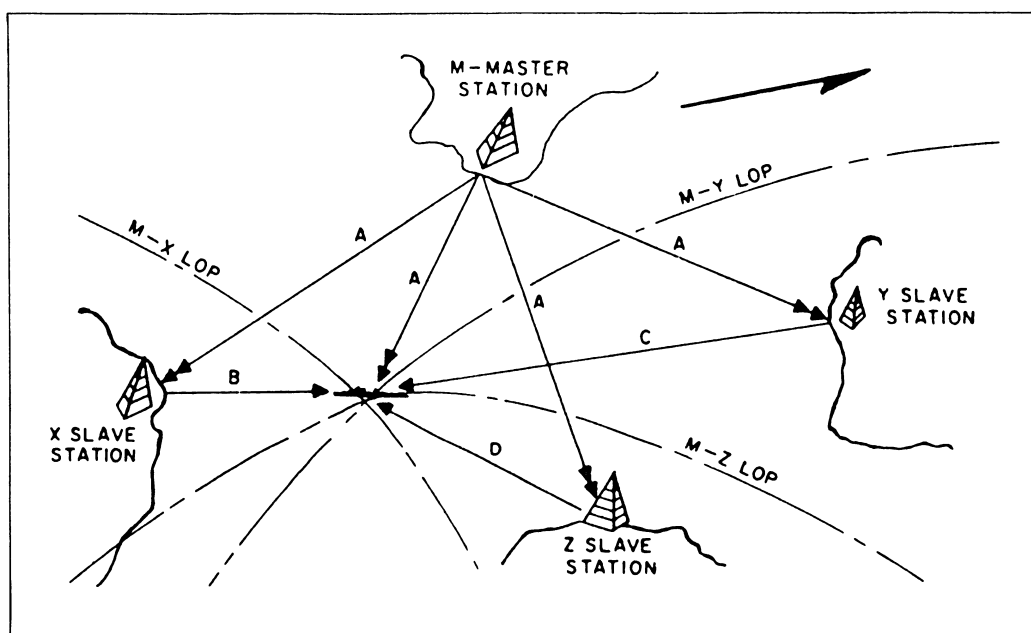 M-MASTER
STATION
M-Y LOP
M-X LOP
A
A
A
A
Y SLAVE
STATION
C
B
X SLAVE
STATION
D
M-Z LOP
Z SLAVE
STATION